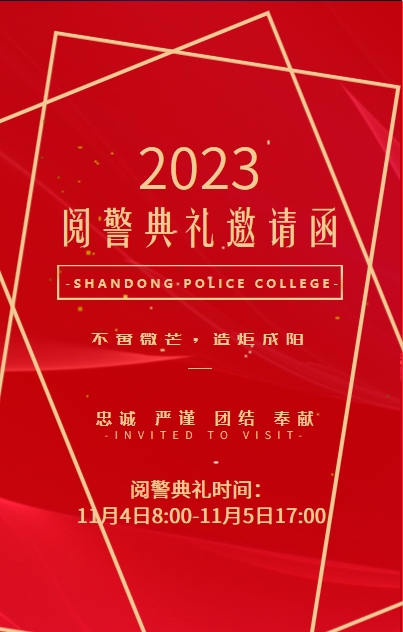 2023
阅警典礼邀请函
-SHANDONG POLICE COLLEGE-
不啬微芒，造炬成阳
忠诚 严谨 团结 奉献
-INVITED TO VISIT-
阅警典礼时间：
11月4日8:00-11月5日17:00